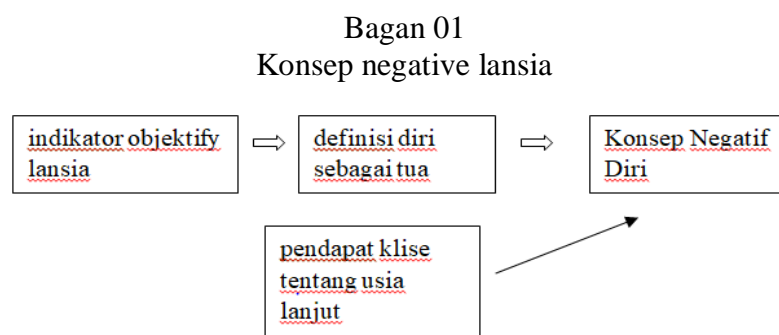 Bagan 01
Konsep negative lansia
indikator objektify
lansia
definisi diri
sebagai tua
Konsep Negatif
Diri
pendapat klise
tentang usia
lanjut